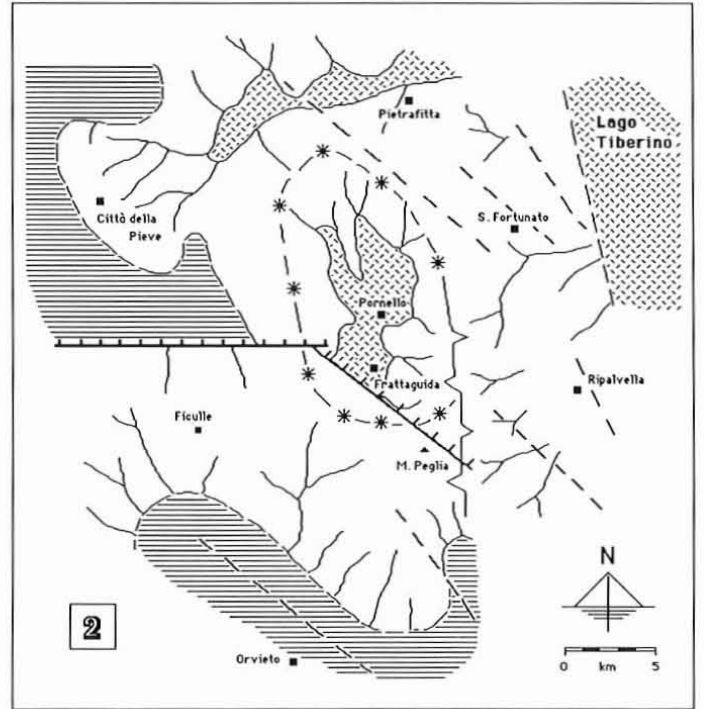 Pietrafitta
Lago
Tiberino
Città della
Pieve
S. Fortunato
Pornello
Frattaguida
Ripalvella
Ficulle
M. Peglia
N
2
Orvieto
0 km 5